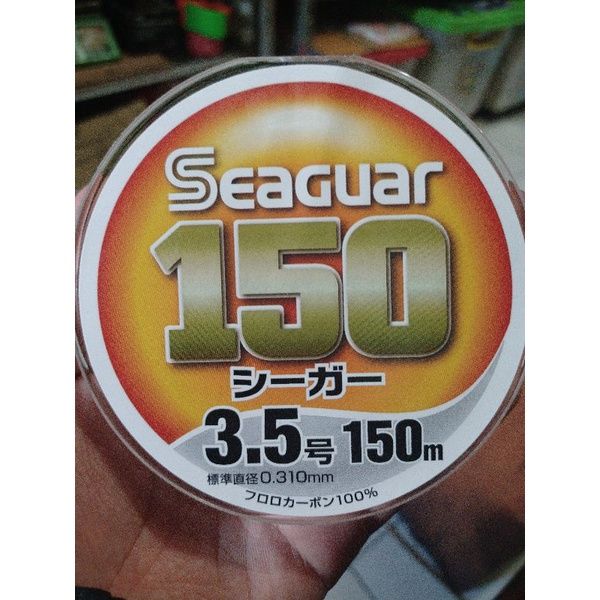 Seaguar
150
シーガー
3.5号 150m
標準直径0.310mm
フロロカーボン100%